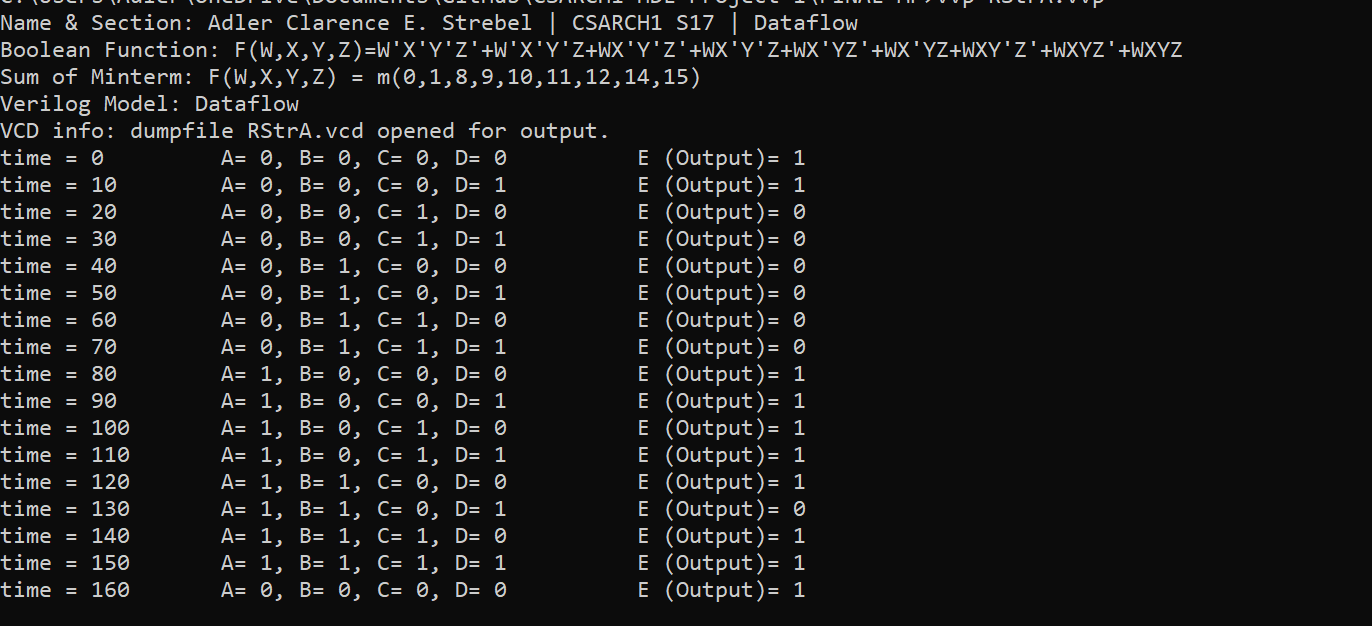 Name & Section: Adler Clarence E. Strebel | CSARCH1 S17 | Dataflow
Boolean Function: F(W,X,Y,Z)=W'X'Y'Z'+W'X'Y'Z+WX'Y'Z'+WX'Y'Z+WX'YZ'+WX'YZ+WXY'Z'+WXYZ'+WXYZ
Sum of Minterm: F(W,X,Y,Z) = m(0,1,8,9,10,11,12,14,15)
Verilog Model: Dataflow
VCD info: dumpfile RStrA.vcd opened for output.
time = 0 A= 0, B= 0, C= 0, D= 0 E (Output)= 1
time = 10 A= 0, B= 0, C= 0, D= 1 E (Output)= 1
time = 20 A= 0, B= 0, C= 1, D= 0 E (Output)= 0
time = 30 A= 0, B= 0, C= 1, D= 1 E (Output)= 0
time = 40 A= 0, B= 1, C= 0, D= 0 E (Output)= 0
time = 50 A= 0, B= 1, C= 0, D= 1 E (Output)= 0
time = 60 A= 0, B= 1, C= 1, D= 0 E (Output)= 0
time = 70 A= 0, B= 1, C= 1, D= 1 E (Output)= 0
time = 80 A= 1, B= 0, C= 0, D= 0 E (Output)= 1
time = 90 A= 1, B= 0, C= 0, D= 1 E (Output)= 1
time = 100 A= 1, B= 0, C= 1, D= 0 E (Output)= 1
time = 110 A= 1, B= 0, C= 1, D= 1 E (Output)= 1
time = 120 A= 1, B= 1, C= 0, D= 0 E (Output)= 1
time = 130 A= 1, B= 1, C= 0, D= 1 E (Output)= 0
time = 140 A= 1, B= 1, C= 1, D= 0 E (Output)= 1
time = 150 A= 1, B= 1, C= 1, D= 1 E (Output)= 1
time = 160 A= 0, B= 0, C= 0, D= 0 E (Output)= 1